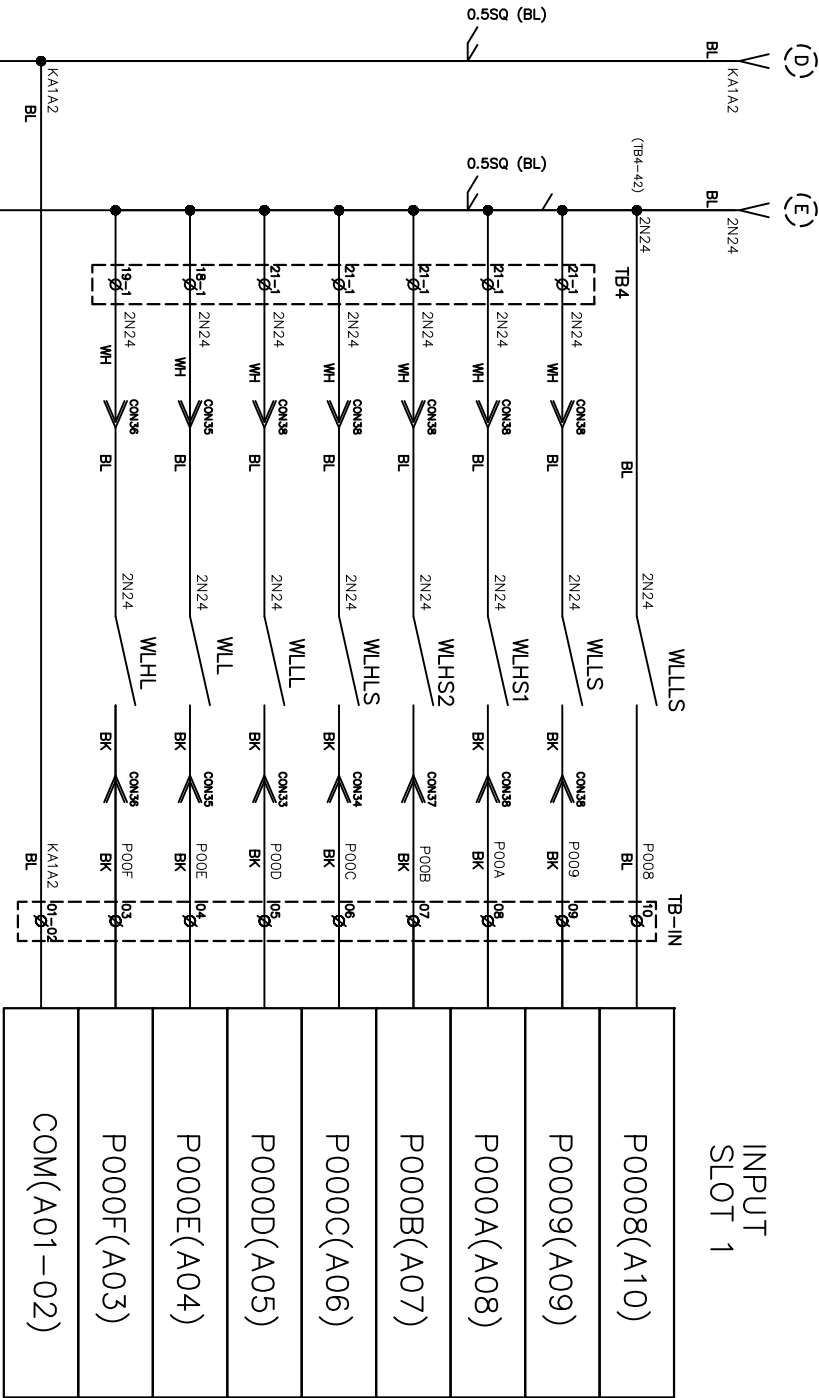 (D)
BL
KA1A2
0.5SQ (BL)
KA1A2
BL
(E)
BL
2N24
0.5SQ (BL)
(TB4-42)
2N24
TB4
INPUT
SLOT 1
TB-IN
BL
2N24
WLLLS
P008
BL
10
P0008(A10)
21-1
2N24
WH
CON38
BL
2N24
WLLS
BK
CON38
P009
BK
09
P0009(A09)
21-1
2N24
WH
CON38
BL
2N24
WLHS1
BK
CON38
P00A
BK
08
P000A(A08)
21-1
2N24
WH
CON38
BL
2N24
WLHS2
BK
CON37
P00B
BK
07
P000B(A07)
21-1
2N24
WH
CON38
BL
2N24
WLHLS
BK
CON34
P00C
BK
06
P000C(A06)
21-1
2N24
WH
CON38
BL
2N24
WLLL
BK
CON33
P00D
BK
05
P000D(A05)
18-1
2N24
WH
CON35
BL
2N24
WLL
BK
CON35
P00E
BK
04
P000E(A04)
19-1
2N24
WH
CON36
BL
2N24
WLHL
BK
CON36
P00F
BK
03
P000F(A03)
KA1A2
BL
01-02
COM(A01-02)